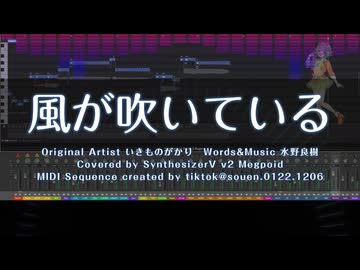 風が吹いている
Original Artist いきものがかり Words&Music 水野良樹
Covered by SynthesizerV v2 Megpoid
MIDI Sequence created by tiktok@souen.0122.1206